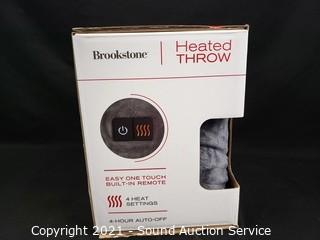 Brookstone
Heated
THROW
EASY ONE TOUCH
BUILT-IN REMOTE
4 HEAT
SETTINGS
4-HOUR AUTO-OFF
Copyright 2021 - Sound Auction Service